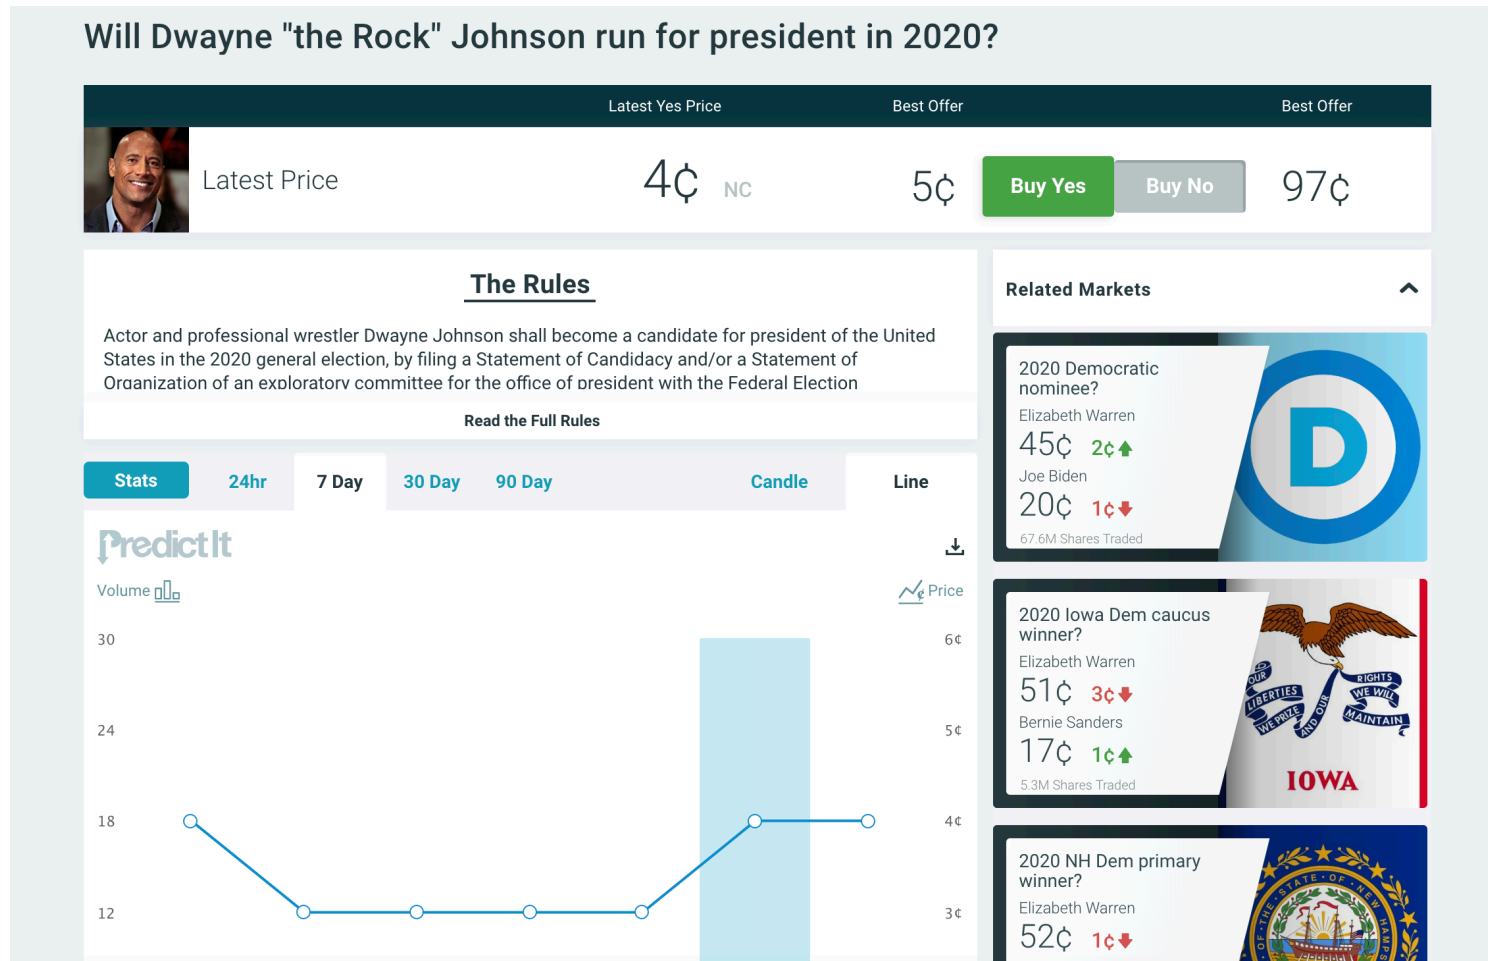 Will Dwayne "the Rock" Johnson run for president in 2020?
Latest Yes Price
Best Offer
Best Offer
Latest Price
4¢ NC
5¢
Buy Yes
Buy No
97¢
The Rules
Actor and professional wrestler Dwayne Johnson shall become a candidate for president of the United
States in the 2020 general election, by filing a Statement of Candidacy and/or a Statement of
Organization of an exploratory committee for the office of president with the Federal Election
Read the Full Rules
Stats
24hr
7 Day
30 Day
90 Day
Candle
Line
PredictIt
Volume
Price
30
24
18
12
6¢
5¢
4¢
3¢
Related Markets
2020 Democratic
nominee?
Elizabeth Warren
45¢ 2¢
Joe Biden
20¢ 1¢
67.6M Shares Traded
D
2020 Iowa Dem caucus
winner?
Elizabeth Warren
51¢ 3¢
Bernie Sanders
17¢ 1¢
5.3M Shares Traded
OUR
LIBERTIES
WE PRIZE
AND OUR
RIGHTS
WE WILL
MAINTAIN
IOWA
2020 NH Dem primary
winner?
Elizabeth Warren
52¢ 1¢
OF · THE · STATE · OF · NEW HAMPS